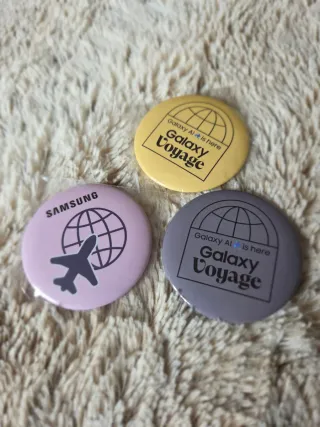 Galaxy AI is here
Galaxy
Voyage
SAMSUNG
Galaxy AI is here
Galaxy
Voyage